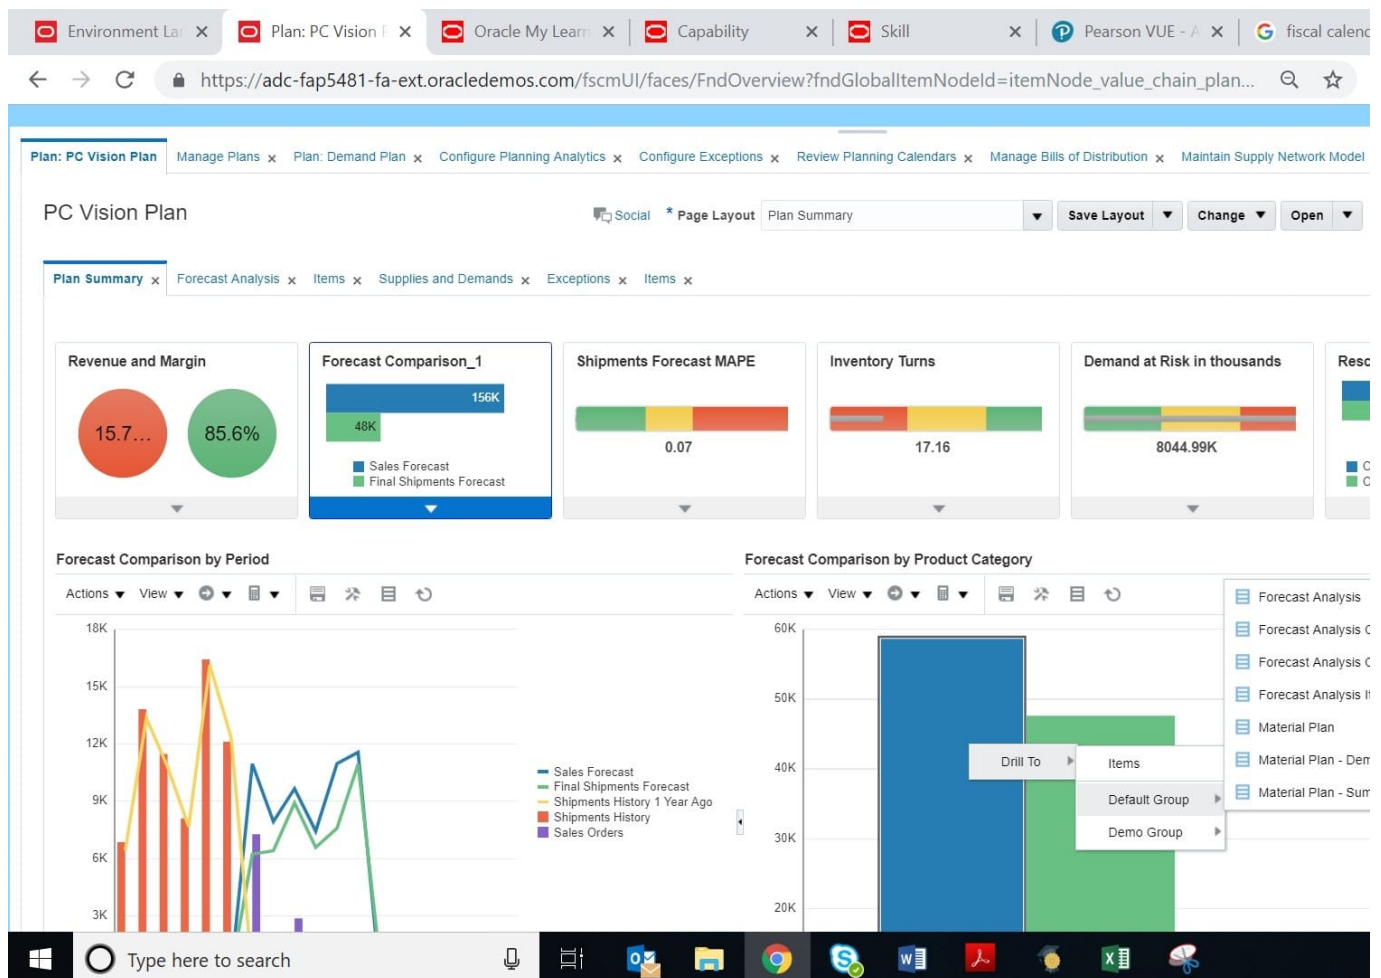 Environment La
Plan: PC Vision P
Oracle My Learn
Capability
Skill
Pearson VUE - A
fiscal calend
https://adc-fap5481-fa-ext.oracledemos.com/fscmUI/faces/FndOverview?fndGlobalItemNodeId=itemNode_value_chain_plan...
Plan: PC Vision Plan
Manage Plans
Plan: Demand Plan
Configure Planning Analytics
Configure Exceptions
Review Planning Calendars
Manage Bills of Distribution
Maintain Supply Network Model
PC Vision Plan
Social
* Page Layout
Plan Summary
Save Layout
Change
Open
Plan Summary
Forecast Analysis
Items
Supplies and Demands
Exceptions
Items
Revenue and Margin
15.7...
85.6%
Forecast Comparison_1
156K
48K
Sales Forecast
Final Shipments Forecast
Shipments Forecast MAPE
0.07
Inventory Turns
17.16
Demand at Risk in thousands
8044.99K
Resc
C
C
Forecast Comparison by Period
Actions
View
18K
15K
12K
9K
6K
3K
Sales Forecast
Final Shipments Forecast
Shipments History 1 Year Ago
Shipments History
Sales Orders
Forecast Comparison by Product Category
Actions
View
60K
50K
40K
30K
20K
Drill To
Items
Default Group
Demo Group
Forecast Analysis
Forecast Analysis C
Forecast Analysis C
Forecast Analysis It
Material Plan
Material Plan - Dem
Material Plan - Sum
Type here to search